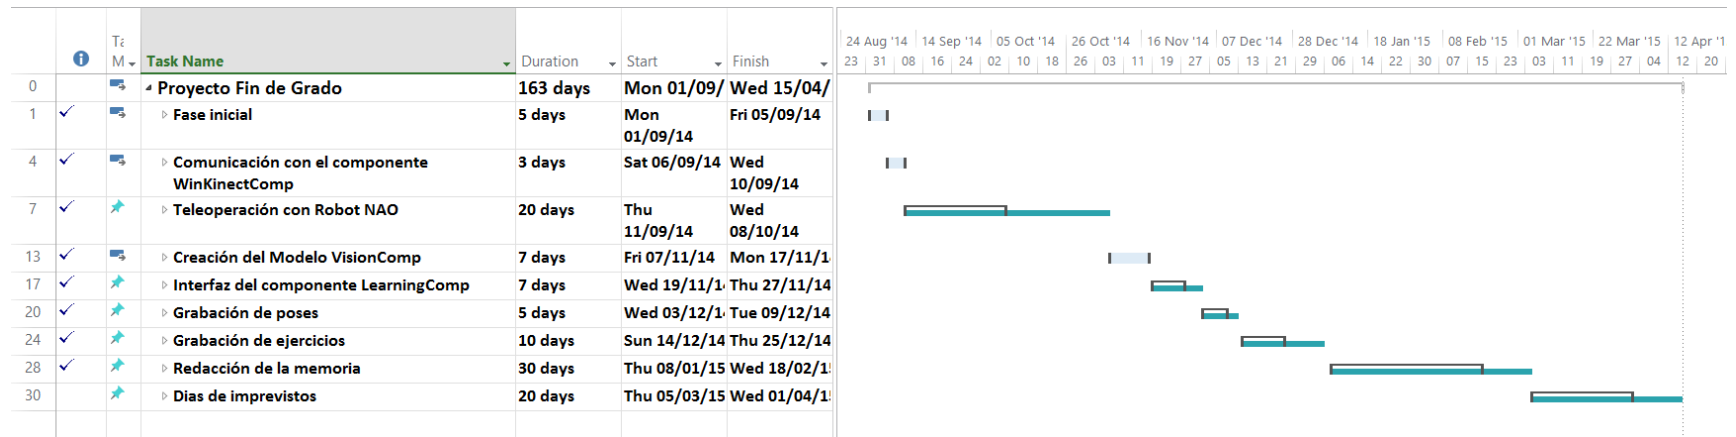 24 Aug '14 14 Sep '14 05 Oct '14 26 Oct '14 16 Nov '14 07 Dec '14 28 Dec '14 18 Jan '15 08 Feb '15 01 Mar '15 22 Mar '15 12 Apr '1
Ta
M Task Name Duration Start Finish
23 31 08 16 24 02 10 18 26 03 11 19 27 05 13 21 29 06 14 22 30 07 15 23 03 11 19 27 04 12 20
0 Proyecto Fin de Grado 163 days Mon 01/09/ Wed 15/04/
1 Fase inicial 5 days Mon Fri 05/09/14
01/09/14
4 Comunicación con el componente 3 days Sat 06/09/14 Wed
WinKinectComp 10/09/14
7 Teleoperación con Robot NAO 20 days Thu Wed
11/09/14 08/10/14
13 Creación del Modelo VisionComp 7 days Fri 07/11/14 Mon 17/11/1
17 Interfaz del componente LearningComp 7 days Wed 19/11/1 Thu 27/11/14
20 Grabación de poses 5 days Wed 03/12/1 Tue 09/12/14
24 Grabación de ejercicios 10 days Sun 14/12/14 Thu 25/12/14
28 Redacción de la memoria 30 days Thu 08/01/15 Wed 18/02/1
30 Dias de imprevistos 20 days Thu 05/03/15 Wed 01/04/1